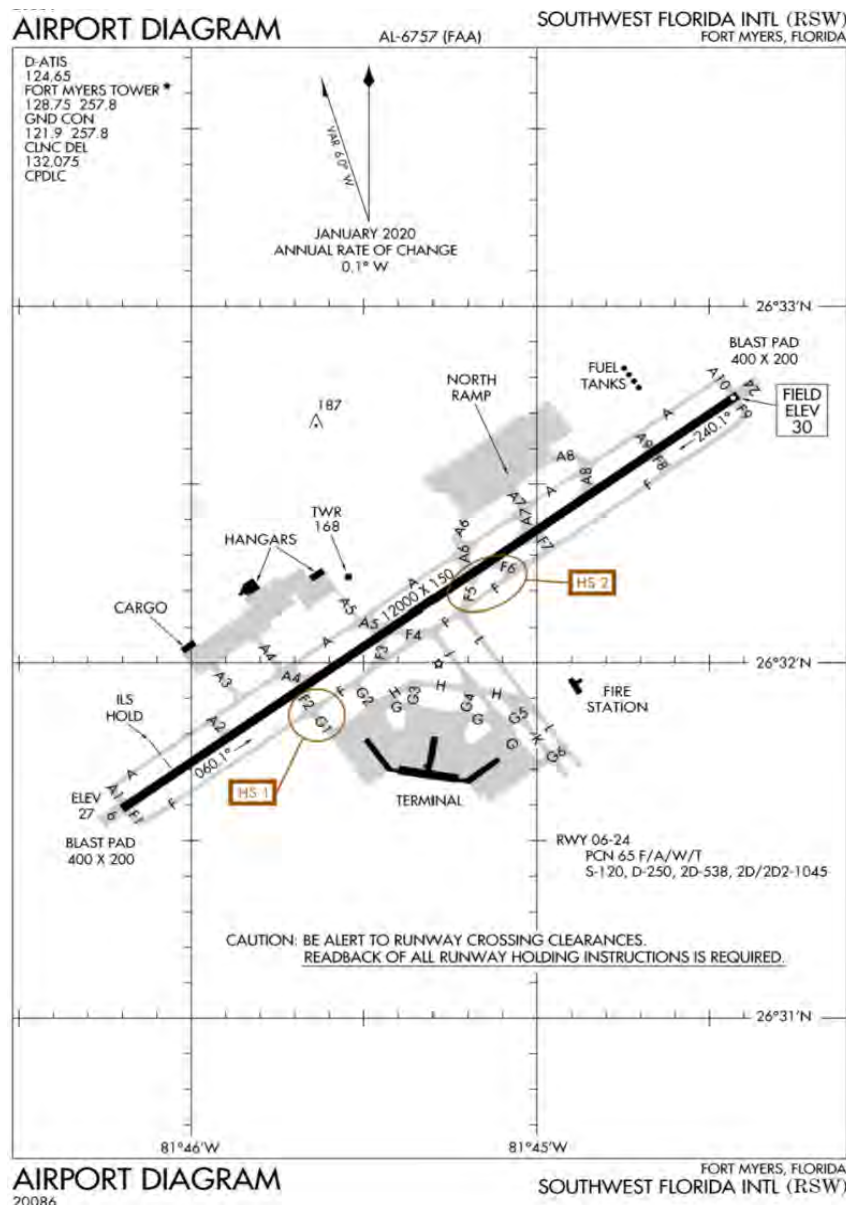 AIRPORT DIAGRAM
AL-6757 (FAA)
SOUTHWEST FLORIDA INTL (RSW)
FORT MYERS, FLORIDA
D-ATIS
124.65
FORT MYERS TOWER *
128.75 257.8
GND CON
121.9 257.8
CLNC DEL
132.075
CPDLC
VAR 6.0° W
JANUARY 2020
ANNUAL RATE OF CHANGE
0.1° W
26°33'N
BLAST PAD
400 X 200
FUEL
TANKS
A10
24
F9
FIELD
ELEV
30
NORTH
RAMP
187
A
240.1°
A9
F8
F
A8
A8
A7
A
A7
F7
TWR
168
HANGARS
A6
A6
F6
F
F5
HS 2
A
12000 X 150
A5
A5
F4
F
F3
CARGO
26°32'N
A
A4
A4
A3
J
L
H
H
H
F
G2
G3
G4
G
G
G5
G
K
L
G6
FIRE
STATION
F2
G1
ILS
HOLD
A2
A
060.1°
HS 1
A1
ELEV
27
6
F1
F
BLAST PAD
400 X 200
TERMINAL
RWY 06-24
PCN 65 F/A/W/T
S-120, D-250, 2D-538, 2D/2D2-1045
CAUTION: BE ALERT TO RUNWAY CROSSING CLEARANCES.
READBACK OF ALL RUNWAY HOLDING INSTRUCTIONS IS REQUIRED.
26°31'N
81°46'W
81°45'W
AIRPORT DIAGRAM
20086
FORT MYERS, FLORIDA
SOUTHWEST FLORIDA INTL (RSW)